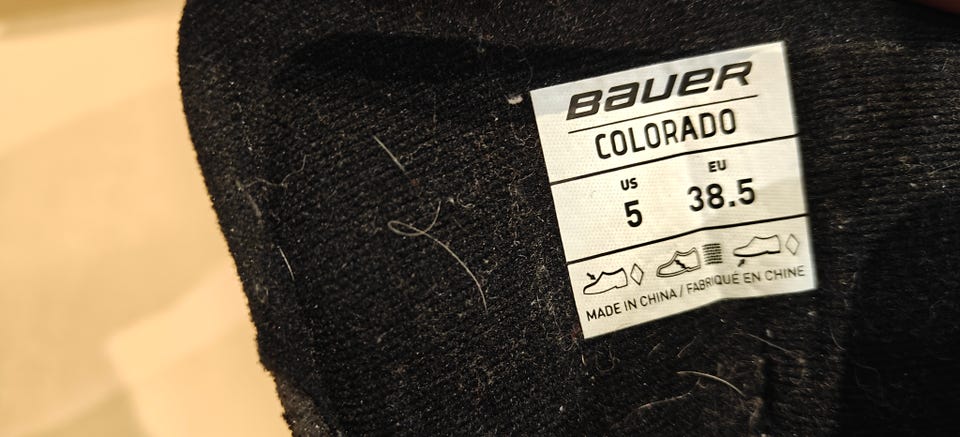 BAUER
COLORADO
US EU
5 38.5
MADE IN CHINA / FABRIQUÉ EN CHINE